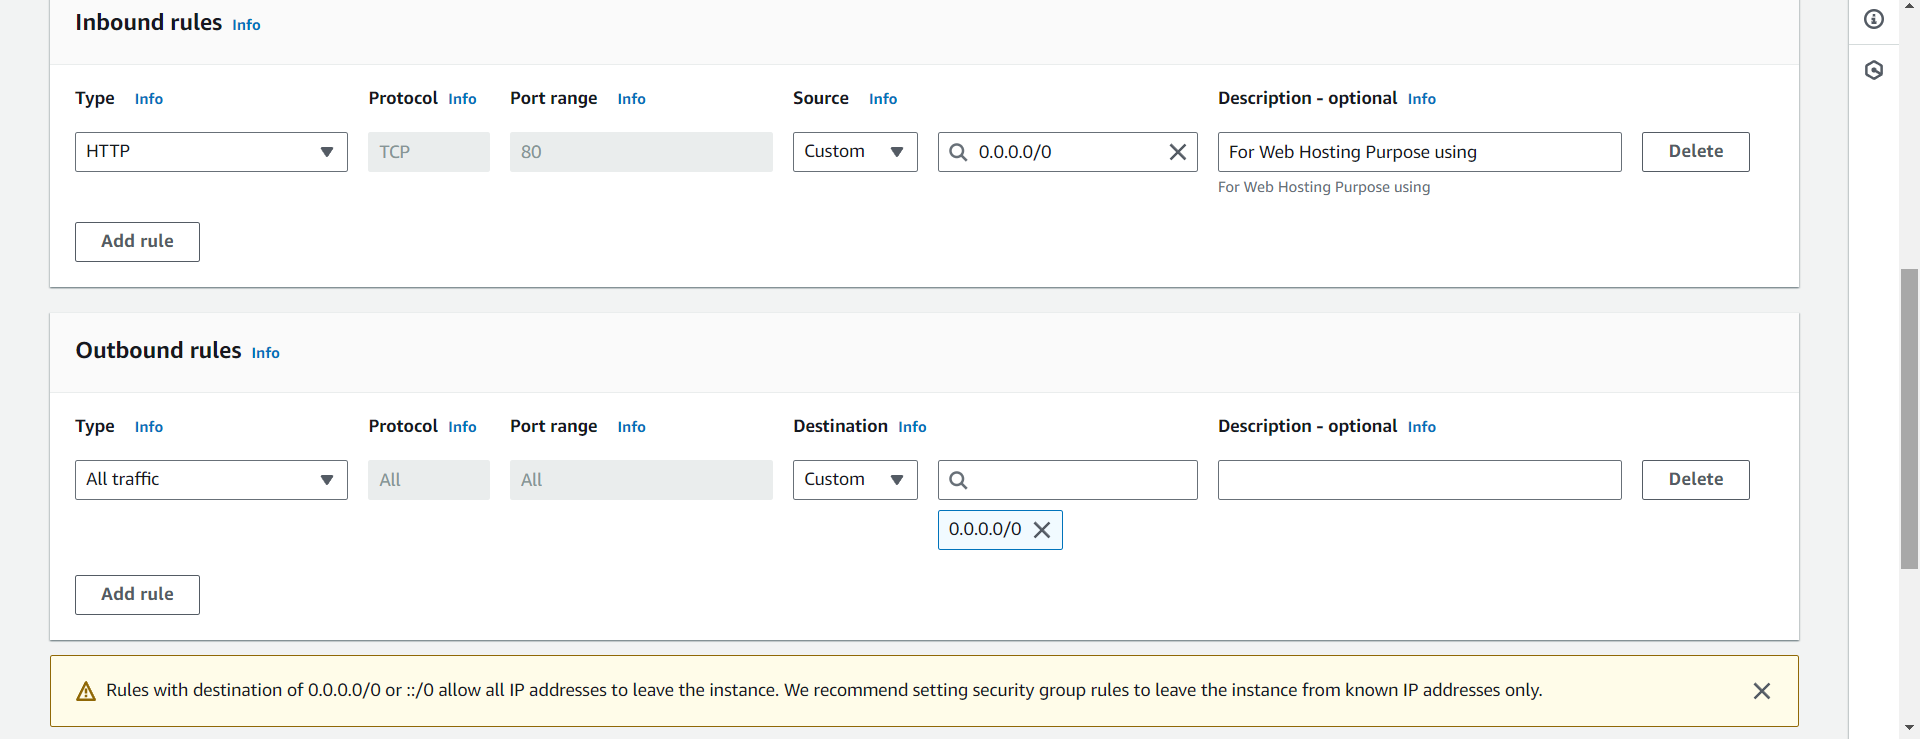 Inbound rules Info
Type Info Protocol Info Port range Info Source Info Description - optional Info
HTTP TCP 80 Custom 0.0.0.0/0 For Web Hosting Purpose using Delete
For Web Hosting Purpose using
Add rule
Outbound rules Info
Type Info Protocol Info Port range Info Destination Info Description - optional Info
All traffic All All Custom Delete
0.0.0.0/0
Add rule
Rules with destination of 0.0.0.0/0 or ::/0 allow all IP addresses to leave the instance. We recommend setting security group rules to leave the instance from known IP addresses only.